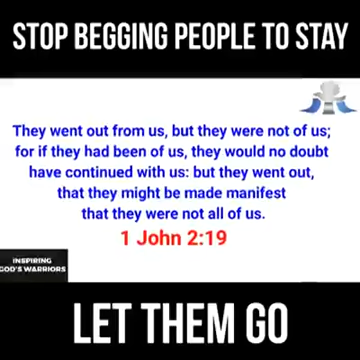 STOP BEGGING PEOPLE TO STAY
They went out from us, but they were not of us;
for if they had been of us, they would no doubt
have continued with us: but they went out,
that they might be made manifest
that they were not all of us.
1 John 2:19
INSPIRING
GOD'S WARRIORS
LET THEM GO